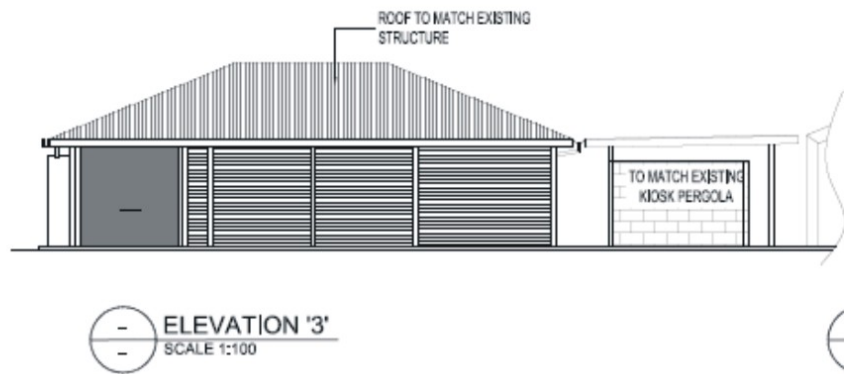 ROOF TO MATCH EXISTING
STRUCTURE
TO MATCH EXISTING
KIOSK PERGOLA
ELEVATION '3'
SCALE 1:100